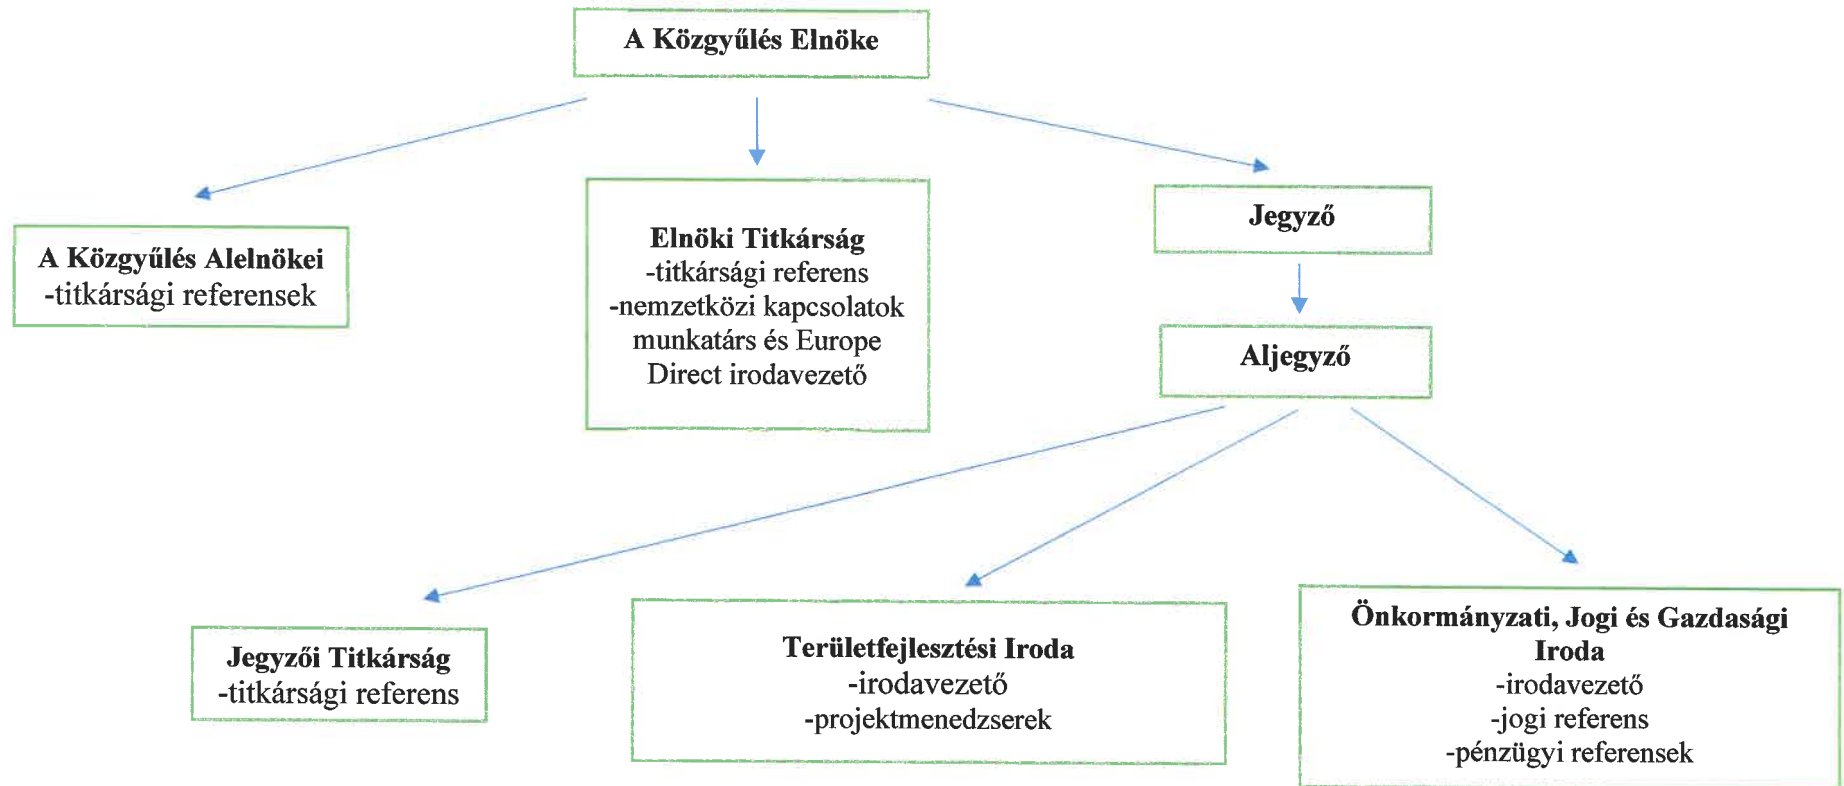 A Közgyűlés Elnöke
A Közgyűlés Alelnökei
-titkársági referensek
Elnöki Titkárság
-titkársági referens
-nemzetközi kapcsolatok
munkatárs és Europe
Direct irodavezető
Jegyző
Aljegyző
Jegyzői Titkárság
-titkársági referens
Területfejlesztési Iroda
-irodavezető
-projektmenedzserek
Önkormányzati, Jogi és Gazdasági
Iroda
-irodavezető
-jogi referens
-pénzügyi referensek